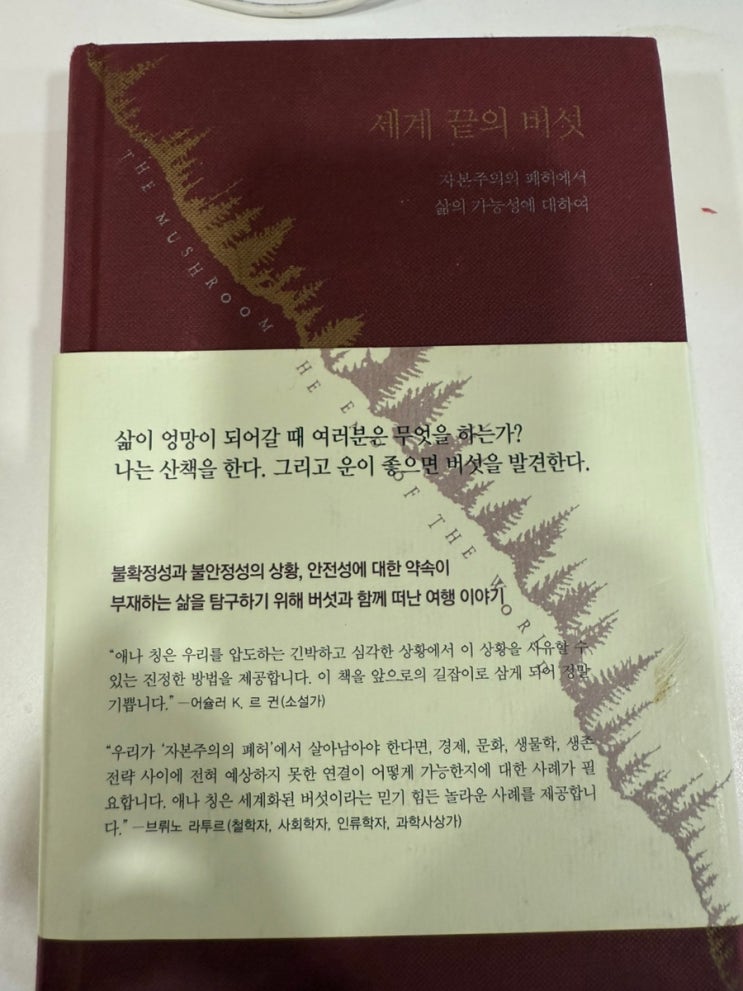 세계 끝의 버섯
자본주의의 폐허에서
삶의 가능성에 대하여
THE MUSHROOM
THE END OF THE WORLD
삶이 엉망이 되어갈 때 여러분은 무엇을 하는가?
나는 산책을 한다. 그리고 운이 좋으면 버섯을 발견한다.
불확정성과 불안정성의 상황, 안전성에 대한 약속이
부재하는 삶을 탐구하기 위해 버섯과 함께 떠난 여행 이야기
“애나 칭은 우리를 압도하는 긴박하고 심각한 상황에서 이 상황을 사유할 수
있는 진정한 방법을 제공합니다. 이 책을 앞으로의 길잡이로 삼게 되어 정말
기쁩니다.” —어슐러 K. 르 귄(소설가)
“우리가 ‘자본주의의 폐허’에서 살아남아야 한다면, 경제, 문화, 생물학, 생존
전략 사이에 전혀 예상하지 못한 연결이 어떻게 가능한지에 대한 사례가 필
요합니다. 애나 칭은 세계화된 버섯이라는 믿기 힘든 놀라운 사례를 제공합니
다.” —브뤼노 라투르(철학자, 사회학자, 인류학자, 과학사상가)